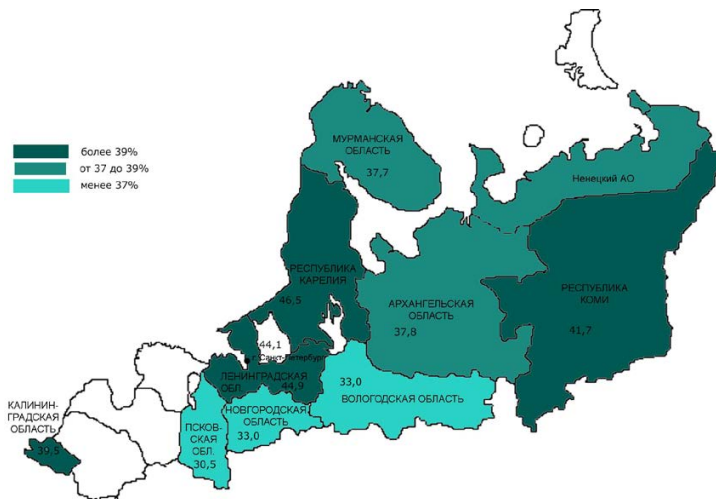 более 39%
от 37 до 39%
менее 37%
МУРМАНСКАЯ
ОБЛАСТЬ
37,7
Ненецкий АО
РЕСПУБЛИКА
КАРЕЛИЯ
46,5
АРХАНГЕЛЬСКАЯ
ОБЛАСТЬ
37,8
РЕСПУБЛИКА
КОМИ
41,7
44,1
г.Санкт-Петербург
ЛЕНИНГРАДСКАЯ
ОБЛ.
44,9
33,0
ВОЛОГОДСКАЯ ОБЛАСТЬ
НОВГОРОДСКАЯ
ОБЛАСТЬ
33,0
ПСКОВ-
СКАЯ
ОБЛ.
30,5
КАЛИНИН-
ГРАДСКАЯ
ОБЛАСТЬ
39,5